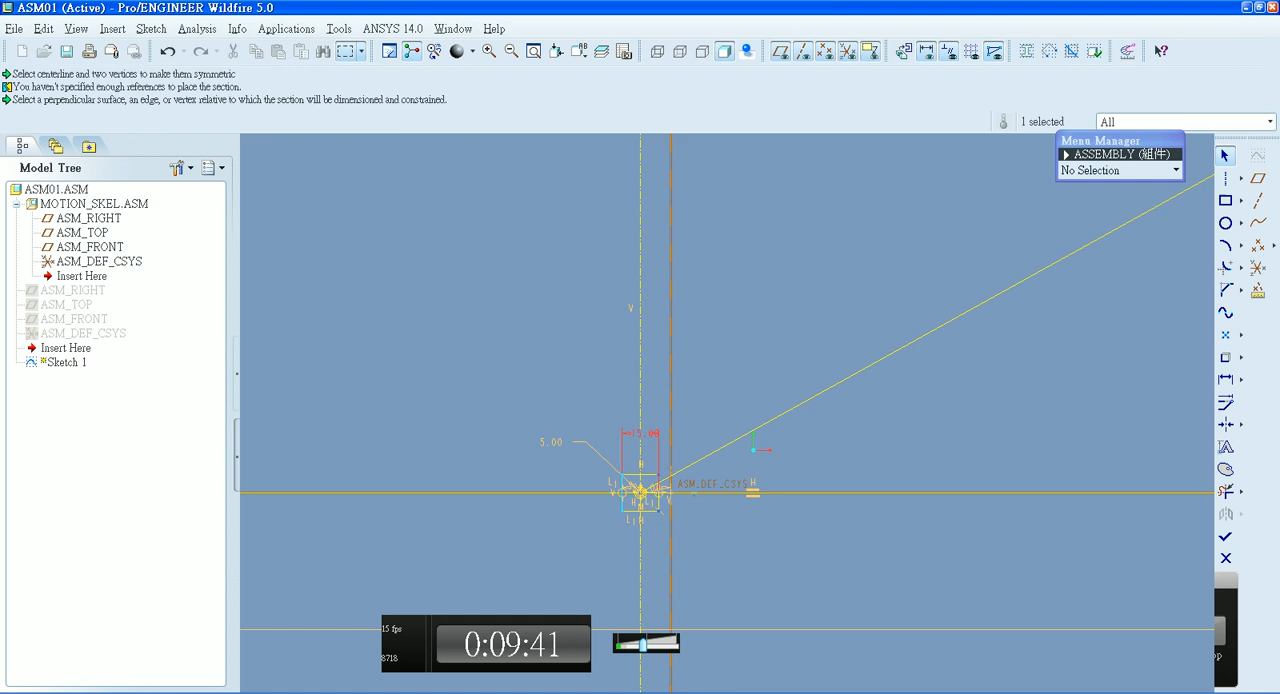 ASM01 (Active) - Pro/ENGINEER Wildfire 5.0
File Edit View Insert Sketch Analysis Info Applications Tools ANSYS 14.0 Window Help
Select centerline and two vertices to make them symmetric
You haven't specified enough references to place the section.
Select a perpendicular surface, an edge, or vertex relative to which the section will be dimensioned and constrained.
1 selected
All
Menu Manager
ASSEMBLY (組件)
No Selection
Model Tree
ASM01.ASM
MOTION_SKEL.ASM
ASM_RIGHT
ASM_TOP
ASM_FRONT
ASM_DEF_CSYS
Insert Here
ASM_RIGHT
ASM_TOP
ASM_FRONT
ASM_DEF_CSYS
Insert Here
Sketch 1
V
5.00
H
ASM_DEF_CSYS H
15 fps
8718
0:09:41